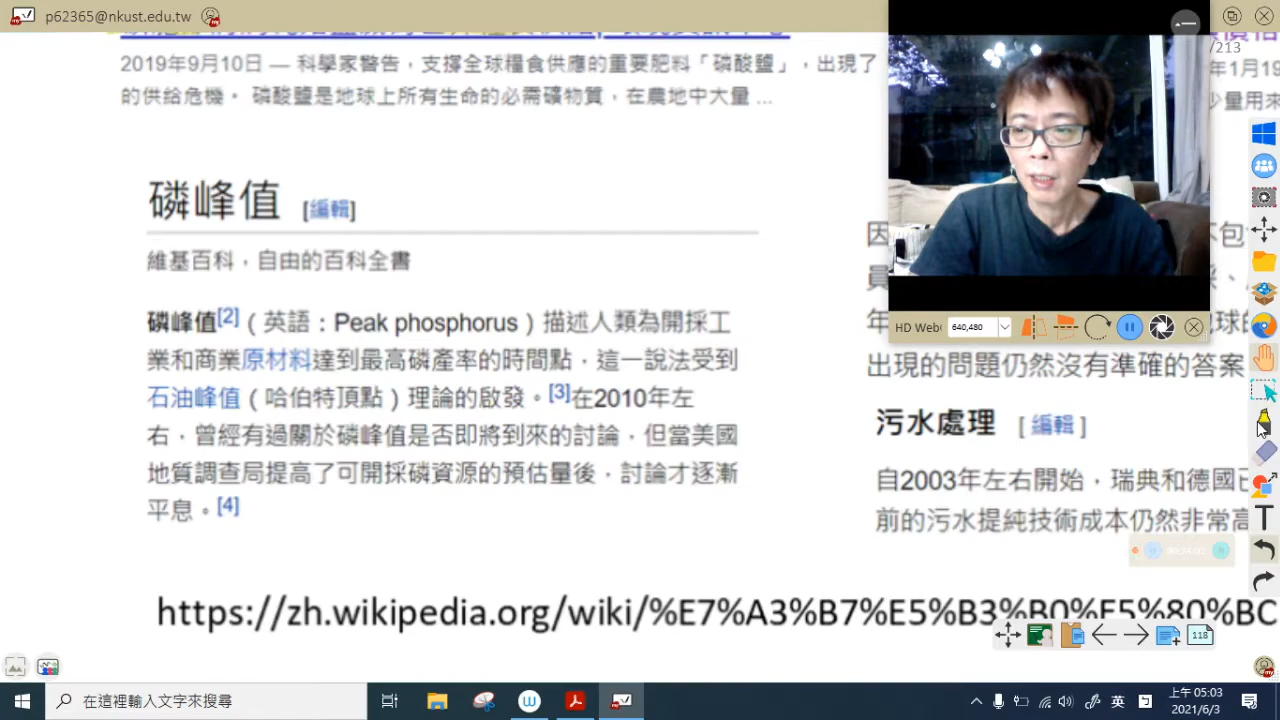 p62365@nkust.edu.tw
/213
2019年9月10日 — 科學家警告，支撐全球糧食供應的重要肥料「磷酸鹽」，出現了
的供給危機。 磷酸鹽是地球上所有生命的必需礦物質，在農地中大量 ...
年1月19
少量用來
磷峰值 [編輯]
維基百科，自由的百科全書
磷峰值[2]（英語：Peak phosphorus）描述人類為開採工
業和商業原材料達到最高磷產率的時間點，這一說法受到
石油峰值（哈伯特頂點）理論的啟發。[3]在2010年左
右，曾經有過關於磷峰值是否即將到來的討論，但當美國
地質調查局提高了可開採磷資源的預估量後，討論才逐漸
平息。[4]
因
不包
員
年
球的
HD Web
640,480
出現的問題仍然沒有準確的答案
污水處理 [編輯]
自2003年左右開始，瑞典和德國已
前的污水提純技術成本仍然非常高
https://zh.wikipedia.org/wiki/%E7%A3%B7%E5%B3%B0%E5%80%BC
118
在這裡輸入文字來搜尋
英
上午 05:03
2021/6/3